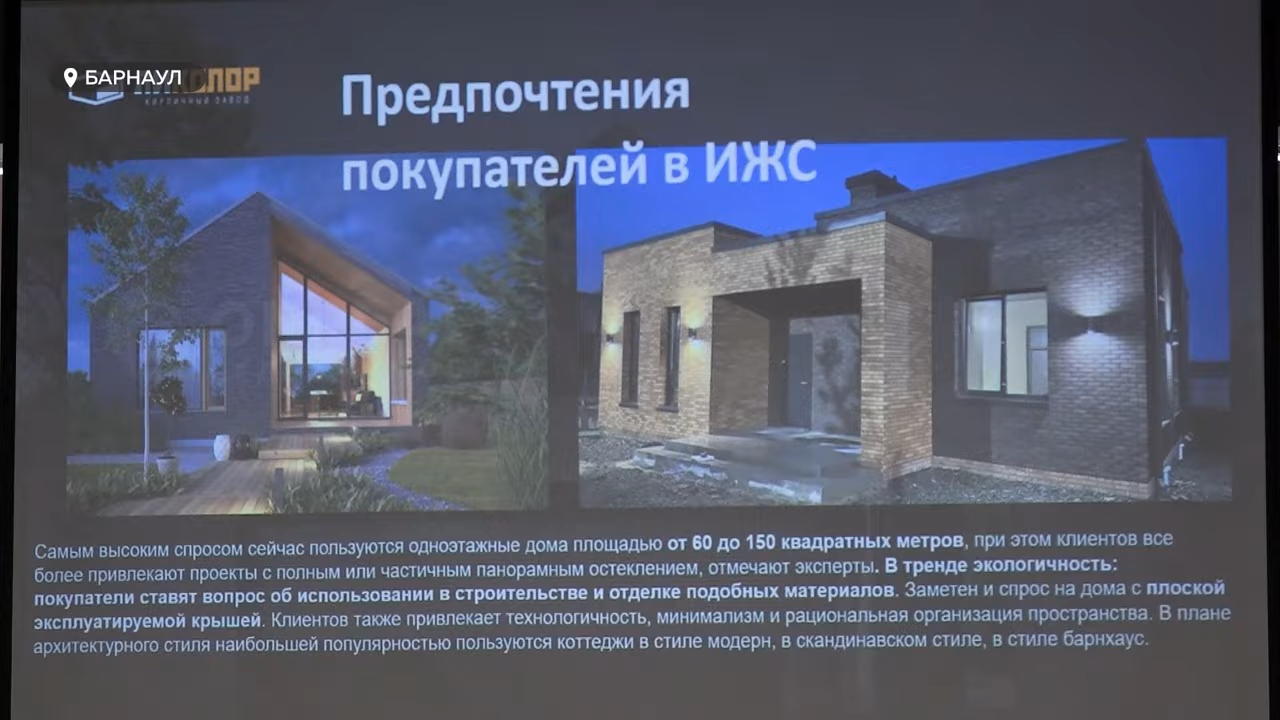 БАРНАУЛ
КИРПИЧНЫЙ ЗАВОД
Предпочтения
покупателей в ИЖС
Самым высоким спросом сейчас пользуются одноэтажные дома площадью от 60 до 150 квадратных метров, при этом клиентов все
более привлекают проекты с полным или частичным панорамным остеклением, отмечают эксперты. В тренде экологичность:
покупатели ставят вопрос об использовании в строительстве и отделке подобных материалов. Заметен и спрос на дома с плоской
эксплуатируемой крышей. Клиентов также привлекает технологичность, минимализм и рациональная организация пространства. В плане
архитектурного стиля наибольшей популярностью пользуются коттеджи в стиле модерн, в скандинавском стиле, в стиле барнхаус.